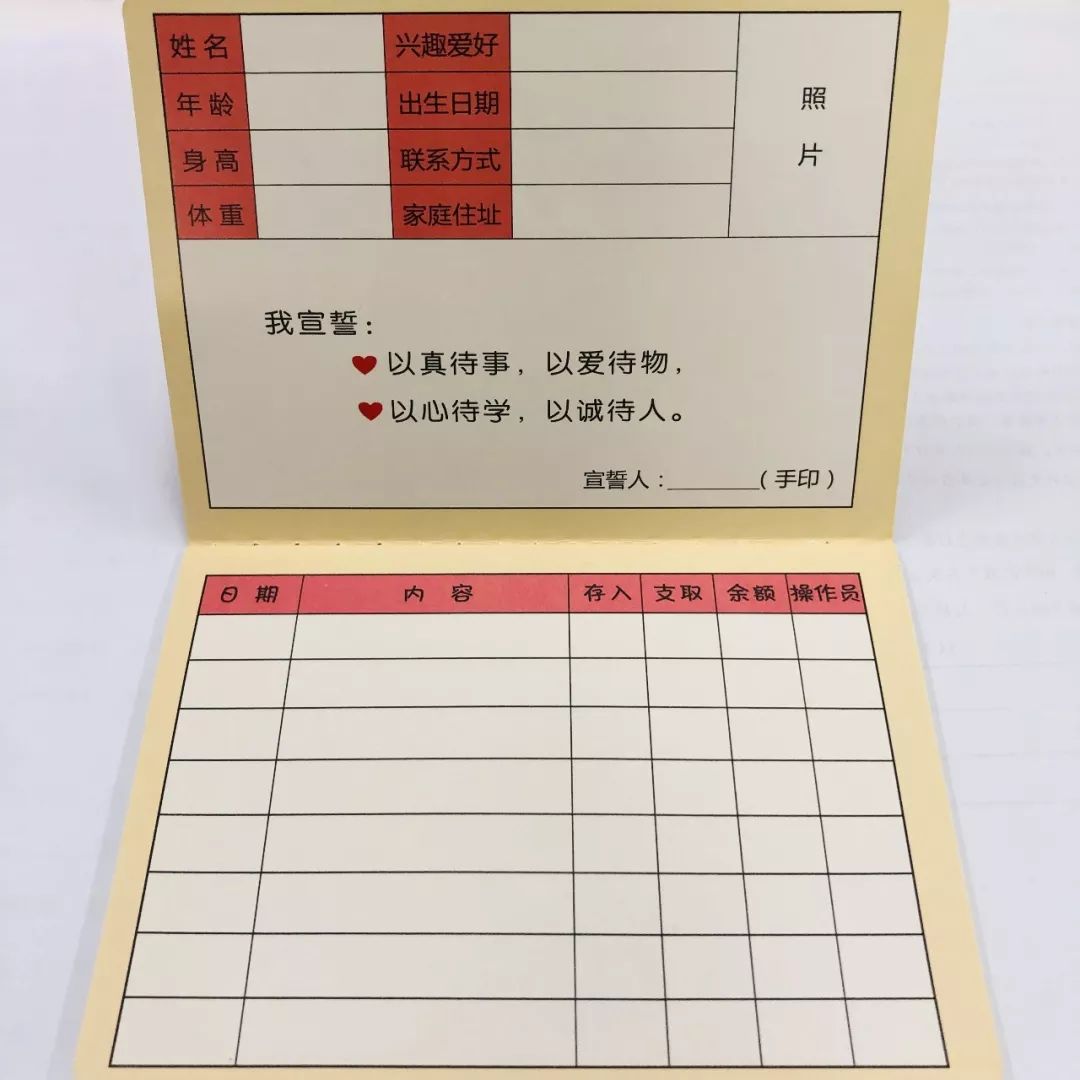 姓名 兴趣爱好 照
年龄 出生日期 片
身高 联系方式
体重 家庭住址
我宣誓：
以真待事，以爱待物，
以心待学，以诚待人。
宣誓人：________（手印）
日期 内容 存入 支取 余额 操作员